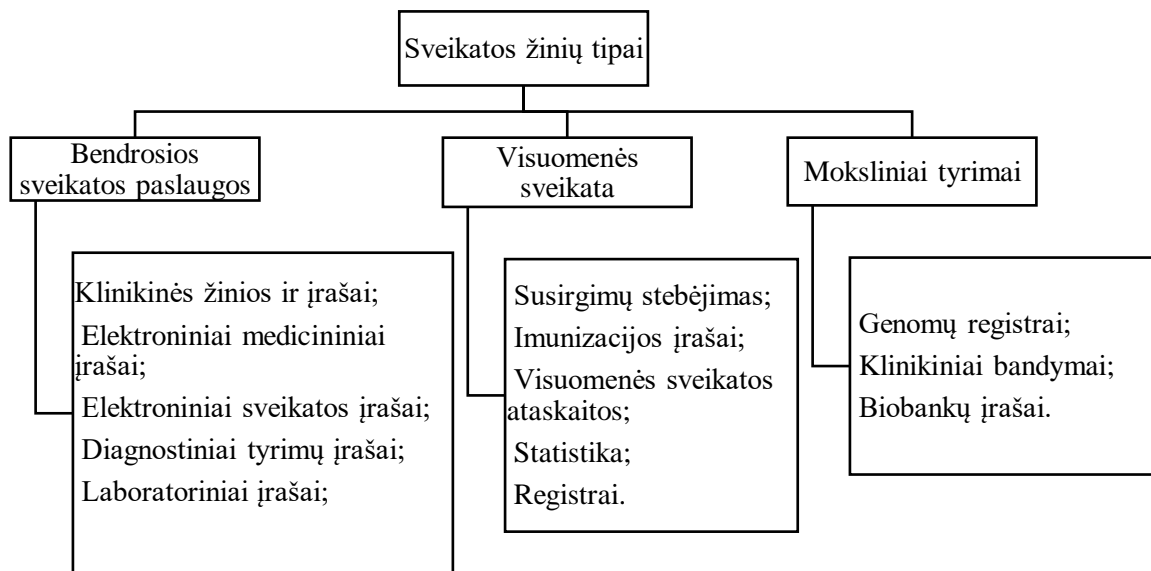 Sveikatos žinių tipai
Bendrosios
sveikatos paslaugos
Visuomenės
sveikata
Moksliniai tyrimai
Klinikinės žinios ir įrašai;
Elektroniniai medicininiai
įrašai;
Elektroniniai sveikatos įrašai;
Diagnostiniai tyrimų įrašai;
Laboratoriniai įrašai;
Susirgimų stebėjimas;
Imunizacijos įrašai;
Visuomenės sveikatos
ataskaitos;
Statistika;
Registrai.
Genomų registrai;
Klinikiniai bandymai;
Biobankų įrašai.